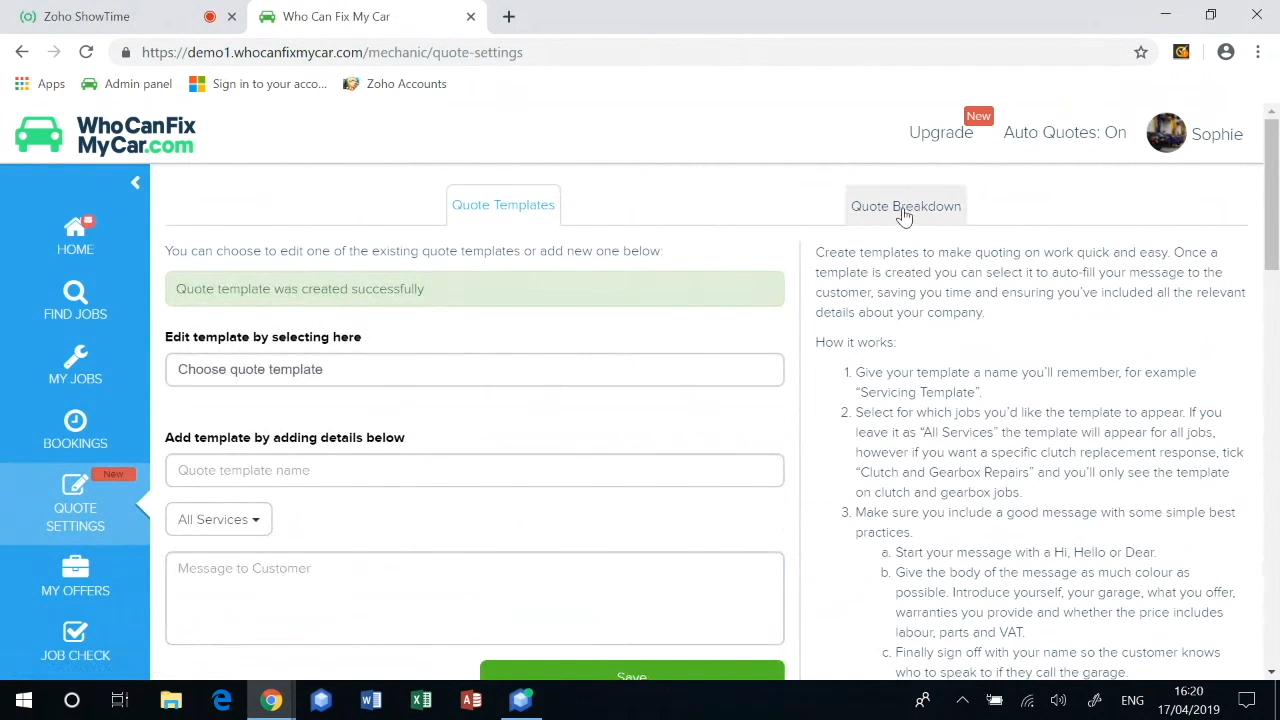 Zoho ShowTime
Who Can Fix My Car
https://demo1.whocanfixmycar.com/mechanic/quote-settings
Apps
Admin panel
Sign in to your acco...
Zoho Accounts
WhoCanFix
MyCar.com
New
Upgrade
Auto Quotes: On
Sophie
HOME
FIND JOBS
MY JOBS
BOOKINGS
New
QUOTE
SETTINGS
MY OFFERS
JOB CHECK
Quote Templates
Quote Breakdown
You can choose to edit one of the existing quote templates or add new one below:
Quote template was created successfully
Edit template by selecting here
Choose quote template
Add template by adding details below
Quote template name
All Services
Message to Customer
Save
Create templates to make quoting on work quick and easy. Once a
template is created you can select it to auto-fill your message to the
customer, saving you time and ensuring you've included all the relevant
details about your company.
How it works:
1. Give your template a name you'll remember, for example
"Servicing Template".
2. Select for which jobs you'd like the template to appear. If you
leave it as "All Services" the template will appear for all jobs,
however if you want a specific clutch replacement response, tick
"Clutch and Gearbox Repairs" and you'll only see the template
on clutch and gearbox jobs.
3. Make sure you include a good message with some simple best
practices.
a. Start your message with a Hi, Hello or Dear.
b. Give the body of the message as much colour as
possible. Introduce yourself, your garage, what you offer,
warranties you provide and whether the price includes
labour, parts and VAT.
c. Finally sign off with your name so the customer knows
who to speak to if they call the garage.
ENG
16:20
17/04/2019